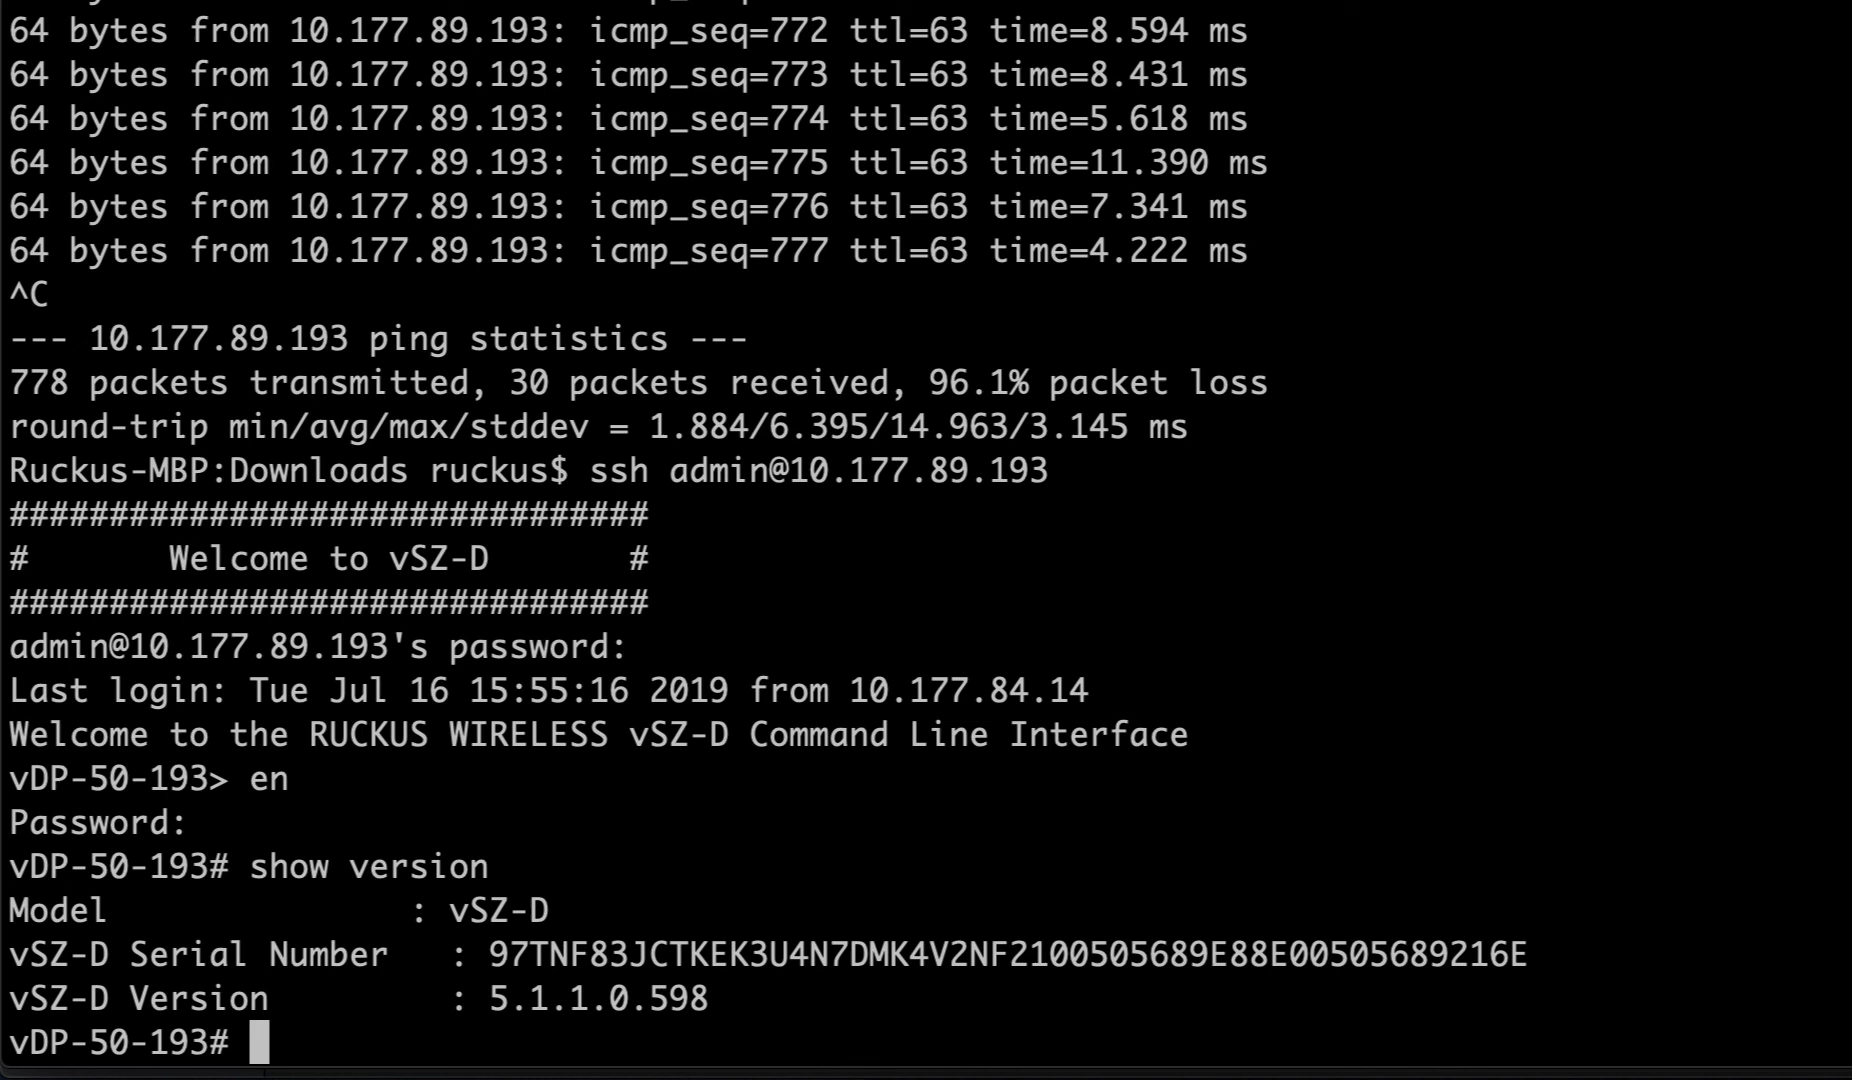 64 bytes from 10.177.89.193: icmp_seq=772 ttl=63 time=8.594 ms
64 bytes from 10.177.89.193: icmp_seq=773 ttl=63 time=8.431 ms
64 bytes from 10.177.89.193: icmp_seq=774 ttl=63 time=5.618 ms
64 bytes from 10.177.89.193: icmp_seq=775 ttl=63 time=11.390 ms
64 bytes from 10.177.89.193: icmp_seq=776 ttl=63 time=7.341 ms
64 bytes from 10.177.89.193: icmp_seq=777 ttl=63 time=4.222 ms
^C
--- 10.177.89.193 ping statistics ---
778 packets transmitted, 30 packets received, 96.1% packet loss
round-trip min/avg/max/stddev = 1.884/6.395/14.963/3.145 ms
Ruckus-MBP:Downloads ruckus$ ssh admin@10.177.89.193
################################
#       Welcome to vSZ-D       #
################################
admin@10.177.89.193's password:
Last login: Tue Jul 16 15:55:16 2019 from 10.177.84.14
Welcome to the RUCKUS WIRELESS vSZ-D Command Line Interface
vDP-50-193> en
Password:
vDP-50-193# show version
Model               : vSZ-D
vSZ-D Serial Number   : 97TNF83JCTKEK3U4N7DMK4V2NF2100505689E88E00505689216E
vSZ-D Version         : 5.1.1.0.598
vDP-50-193#